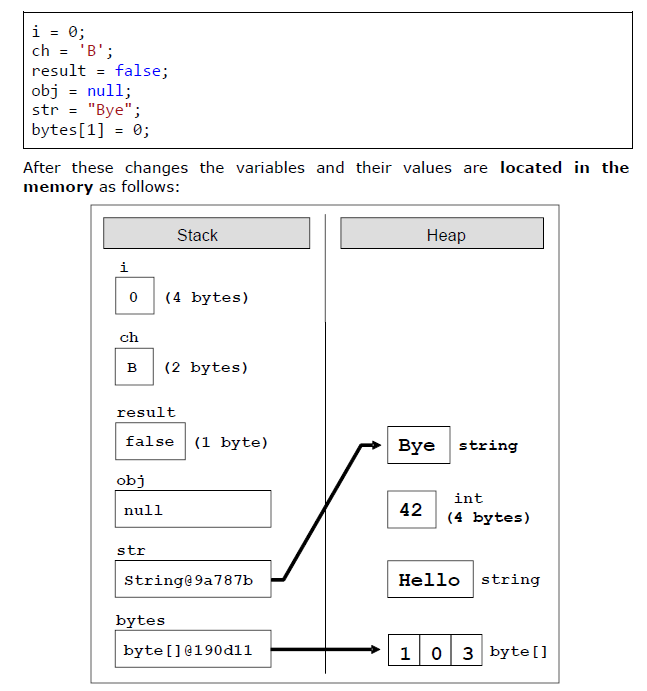 i = 0;
ch = 'B';
result = false;
obj = null;
str = "Bye";
bytes[1] = 0;
After these changes the variables and their values are located in the
memory as follows:
Stack
Heap
i
0 (4 bytes)
ch
B (2 bytes)
result
false (1 byte)
Bye string
obj
null
42 int
(4 bytes)
str
String@9a787b
Hello string
bytes
byte[]@190d11
1 0 3 byte[]